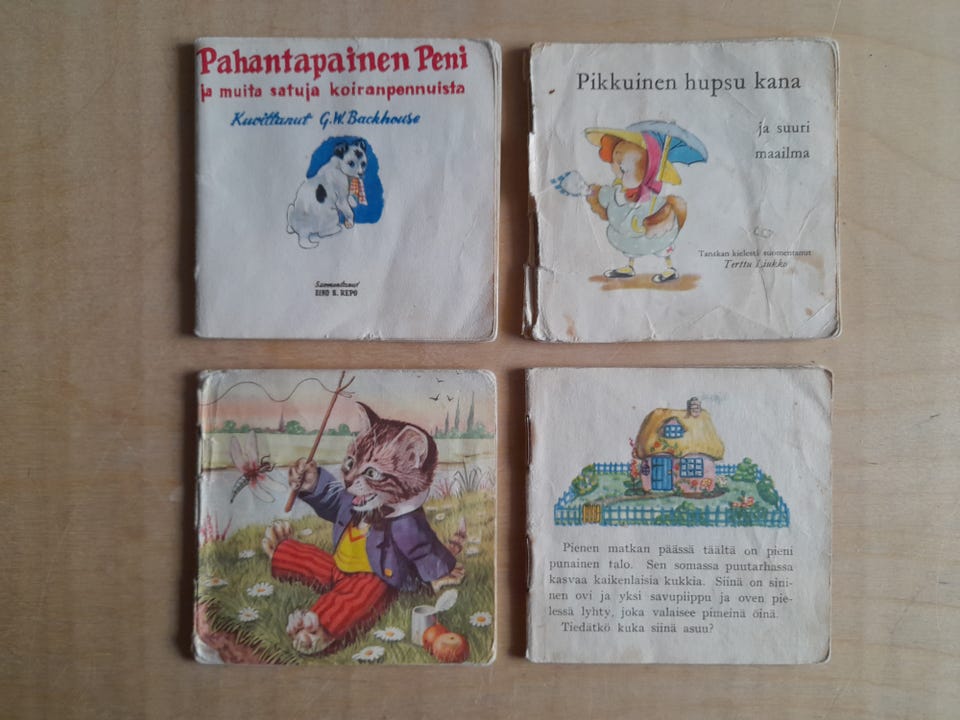 Pahantapainen Peni
ja muita satuja koiranpennuista
Kuvittanut G.W. Backhouse
Suomentanut
EINO S. REPO
Pikkuinen hupsu kana
ja suuri
maailma
Tanskan kielestä suomentanut
Terttu Liukko
Pienen matkan päässä täältä on pieni
punainen talo. Sen somassa puutarhassa
kasvaa kaikenlaisia kukkia. Siinä on sini-
nen ovi ja yksi savupiippu ja oven pie-
lessä lyhty, joka valaisee pimeinä öinä.
Tiedätkö kuka siinä asuu?